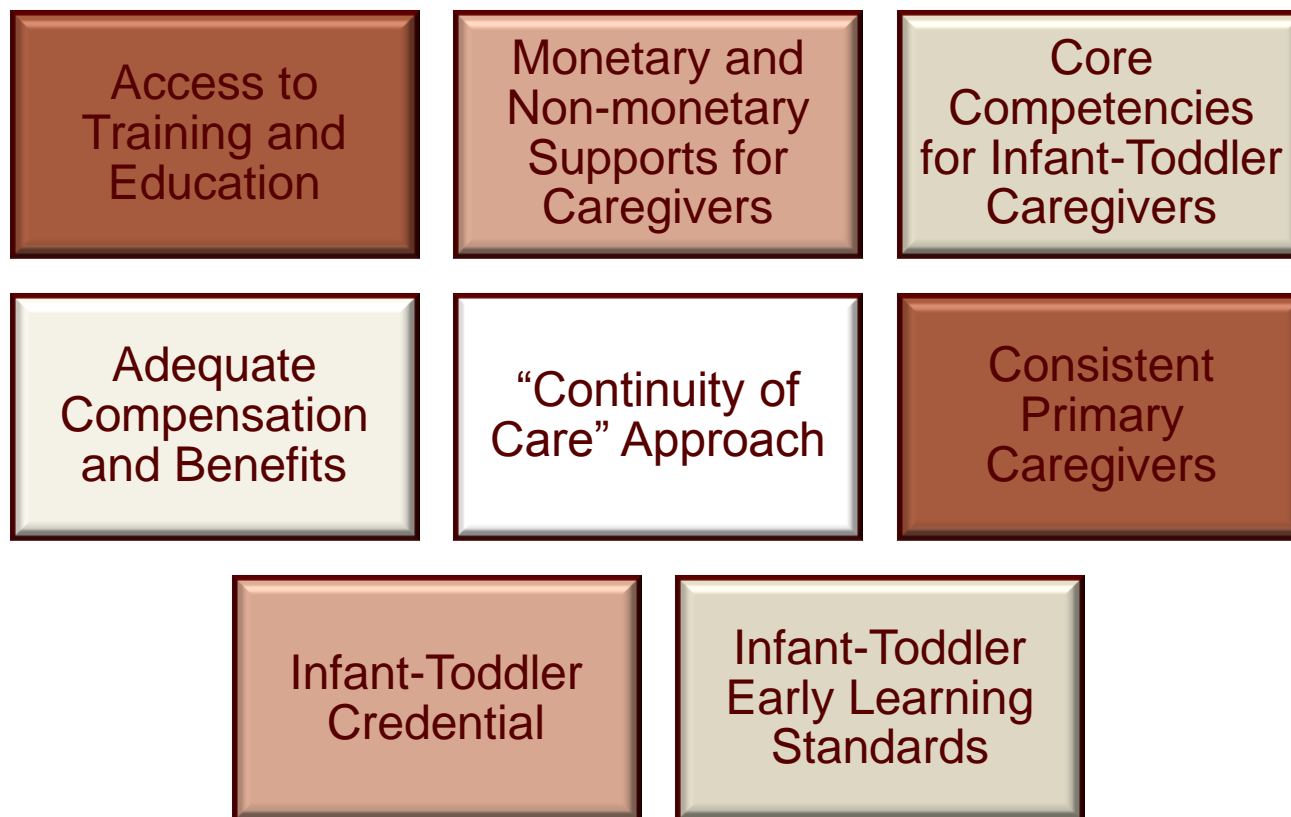 Access to
Training and
Education
Monetary and
Non-monetary
Supports for
Caregivers
Core
Competencies
for Infant-Toddler
Caregivers
Adequate
Compensation
and Benefits
“Continuity of
Care” Approach
Consistent
Primary
Caregivers
Infant-Toddler
Credential
Infant-Toddler
Early Learning
Standards